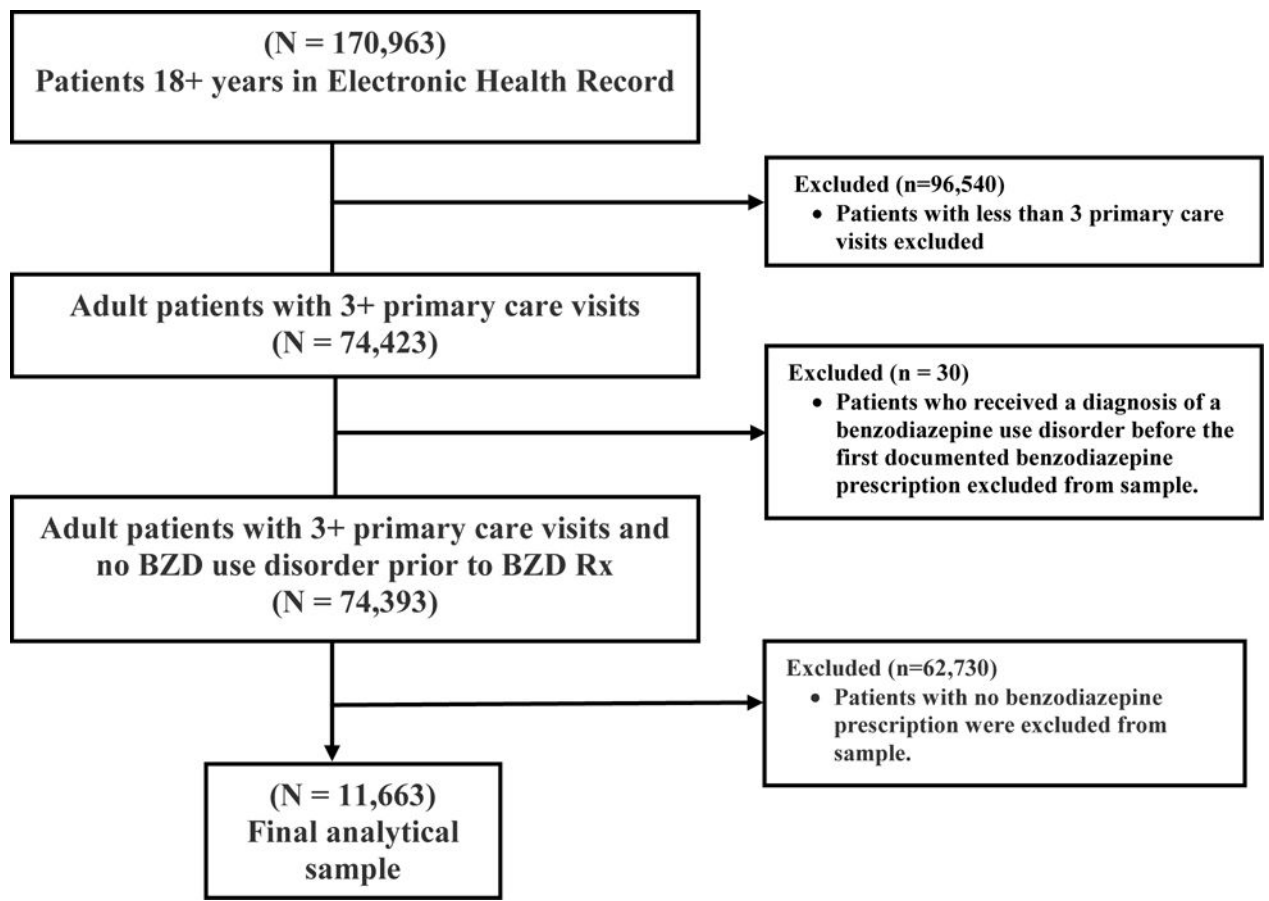 (N = 170,963)
Patients 18+ years in Electronic Health Record
Excluded (n=96,540)
• Patients with less than 3 primary care
visits excluded
Adult patients with 3+ primary care visits
(N = 74,423)
Excluded (n = 30)
• Patients who received a diagnosis of a
benzodiazepine use disorder before the
first documented benzodiazepine
prescription excluded from sample.
Adult patients with 3+ primary care visits and
no BZD use disorder prior to BZD Rx
(N = 74,393)
Excluded (n=62,730)
• Patients with no benzodiazepine
prescription were excluded from
sample.
(N = 11,663)
Final analytical
sample